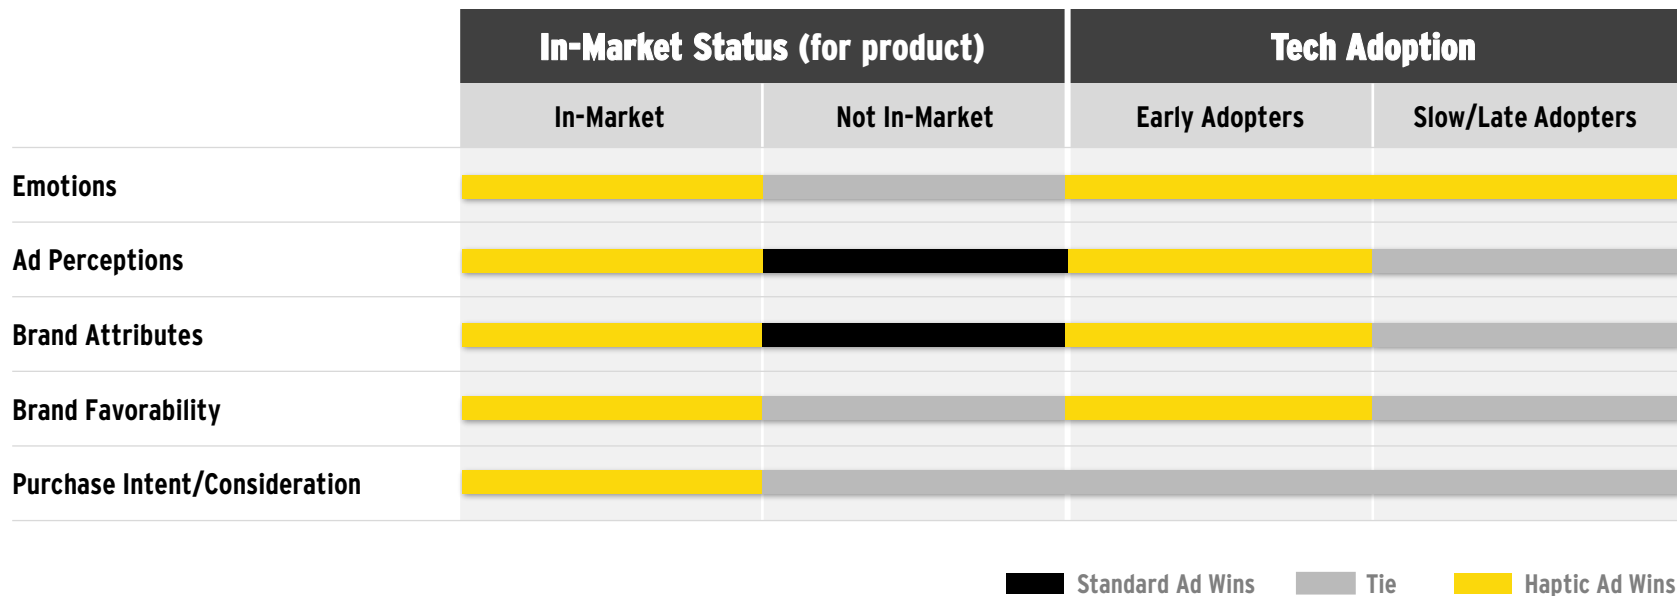 In-Market Status (for product) Tech Adoption
In-Market Not In-Market Early Adopters Slow/Late Adopters
Emotions
Ad Perceptions
Brand Attributes
Brand Favorability
Purchase Intent/Consideration
Standard Ad Wins Tie Haptic Ad Wins